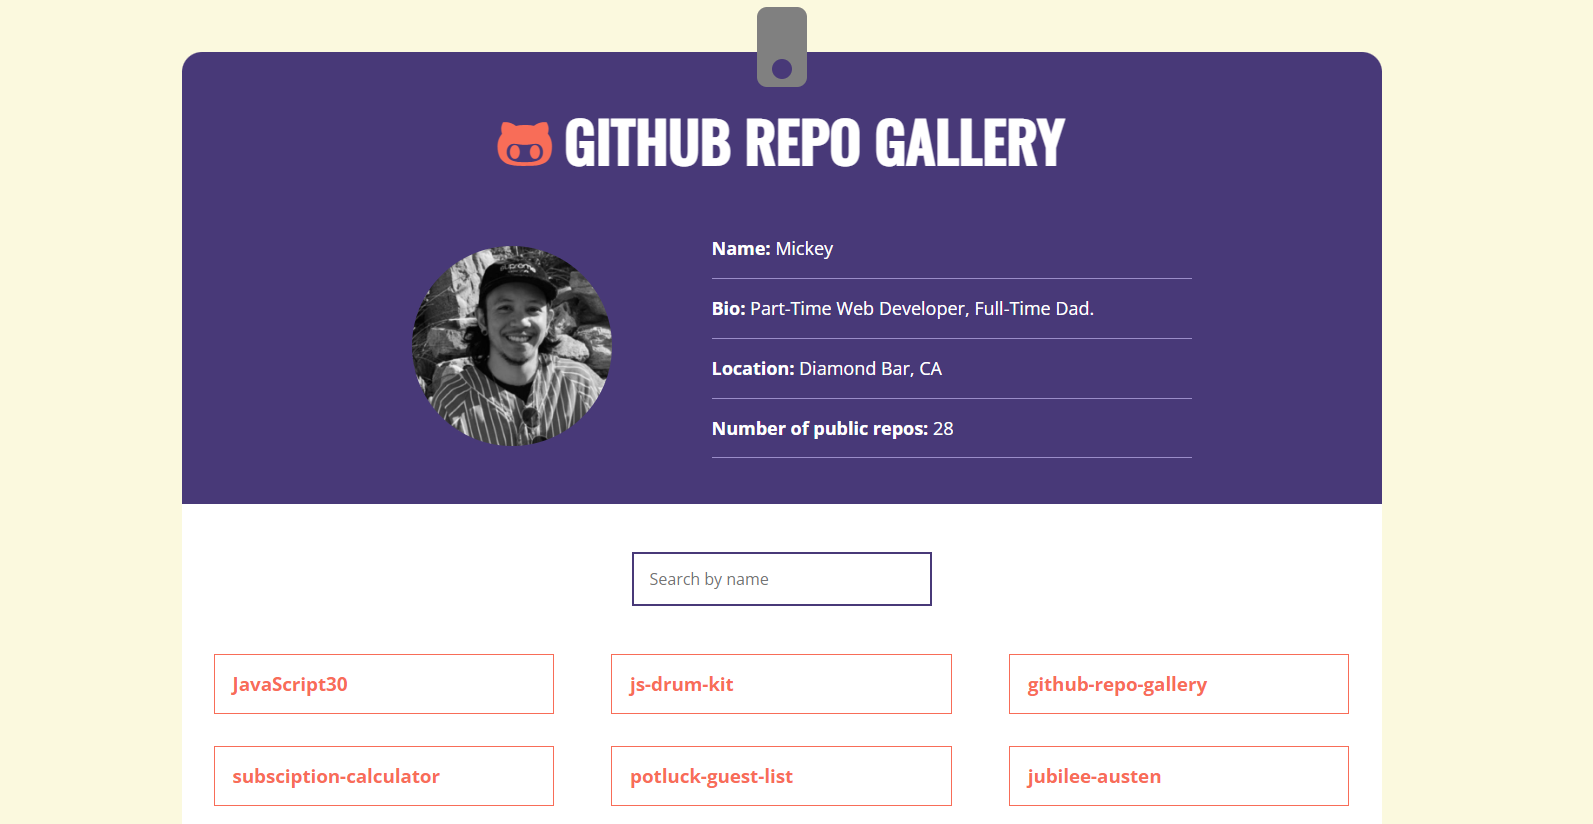 GITHUB REPO GALLERY
Name: Mickey
Bio: Part-Time Web Developer, Full-Time Dad.
Location: Diamond Bar, CA
Number of public repos: 28
Search by name
JavaScript30
js-drum-kit
github-repo-gallery
subsciption-calculator
potluck-guest-list
jubilee-austen